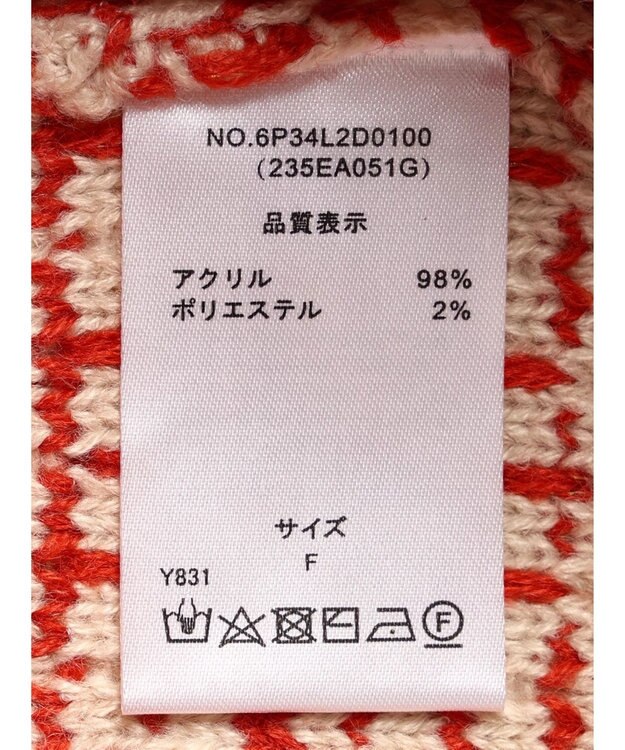 NO.6P34L2D0100
(235EA051G)
品質表示
アクリル 98%
ポリエステル 2%
サイズ
F
Y831
F